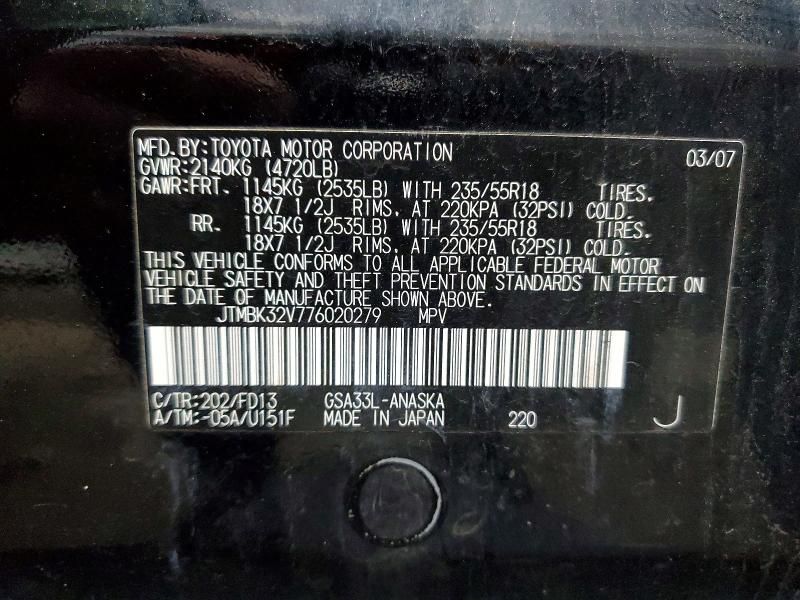 MFD. BY: TOYOTA MOTOR CORPORATION 03/07
GVWR:2140KG (4720LB)
GAWR:FRT. 1145KG (2535LB) WITH 235/55R18 TIRES.
18X7 1/2J RIMS. AT 220KPA (32PSI) COLD.
RR. 1145KG (2535LB) WITH 235/55R18 TIRES.
18X7 1/2J RIMS. AT 220KPA (32PSI) COLD.
THIS VEHICLE CONFORMS TO ALL APPLICABLE FEDERAL MOTOR
VEHICLE SAFETY AND THEFT PREVENTION STANDARDS IN EFFECT ON
THE DATE OF MANUFACTURE SHOWN ABOVE.
JTMBK32V776020279 MPV
C/TR:202/FD13 GSA33L-ANASKA
A/TM:-05A/U151F MADE IN JAPAN 220 J